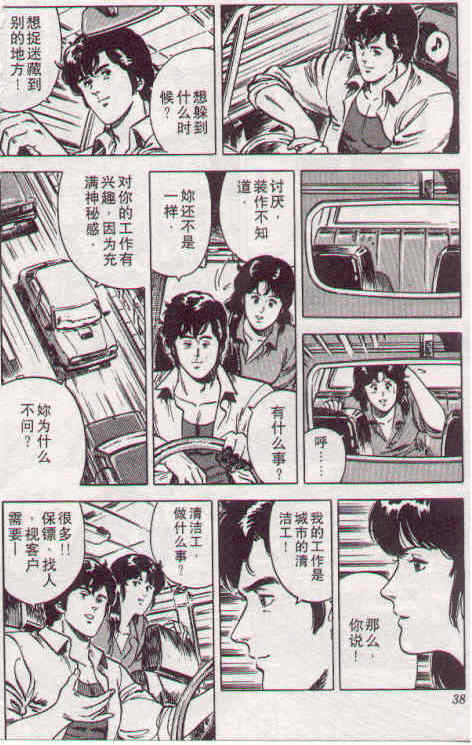 想躲到
什么时
候?
想捉迷藏到
别的地方!
呼……
讨厌,
装作不知
道.
妳还不是
一样.
有什么事?
对你的工作有
兴趣,因为充
满神秘感.
妳为什么
不问?
那么,
你说!
我的工作是
城市的清
洁工!
清洁工,
做什么事?
很多!!
保镖、找人
,视客户
需要—
38